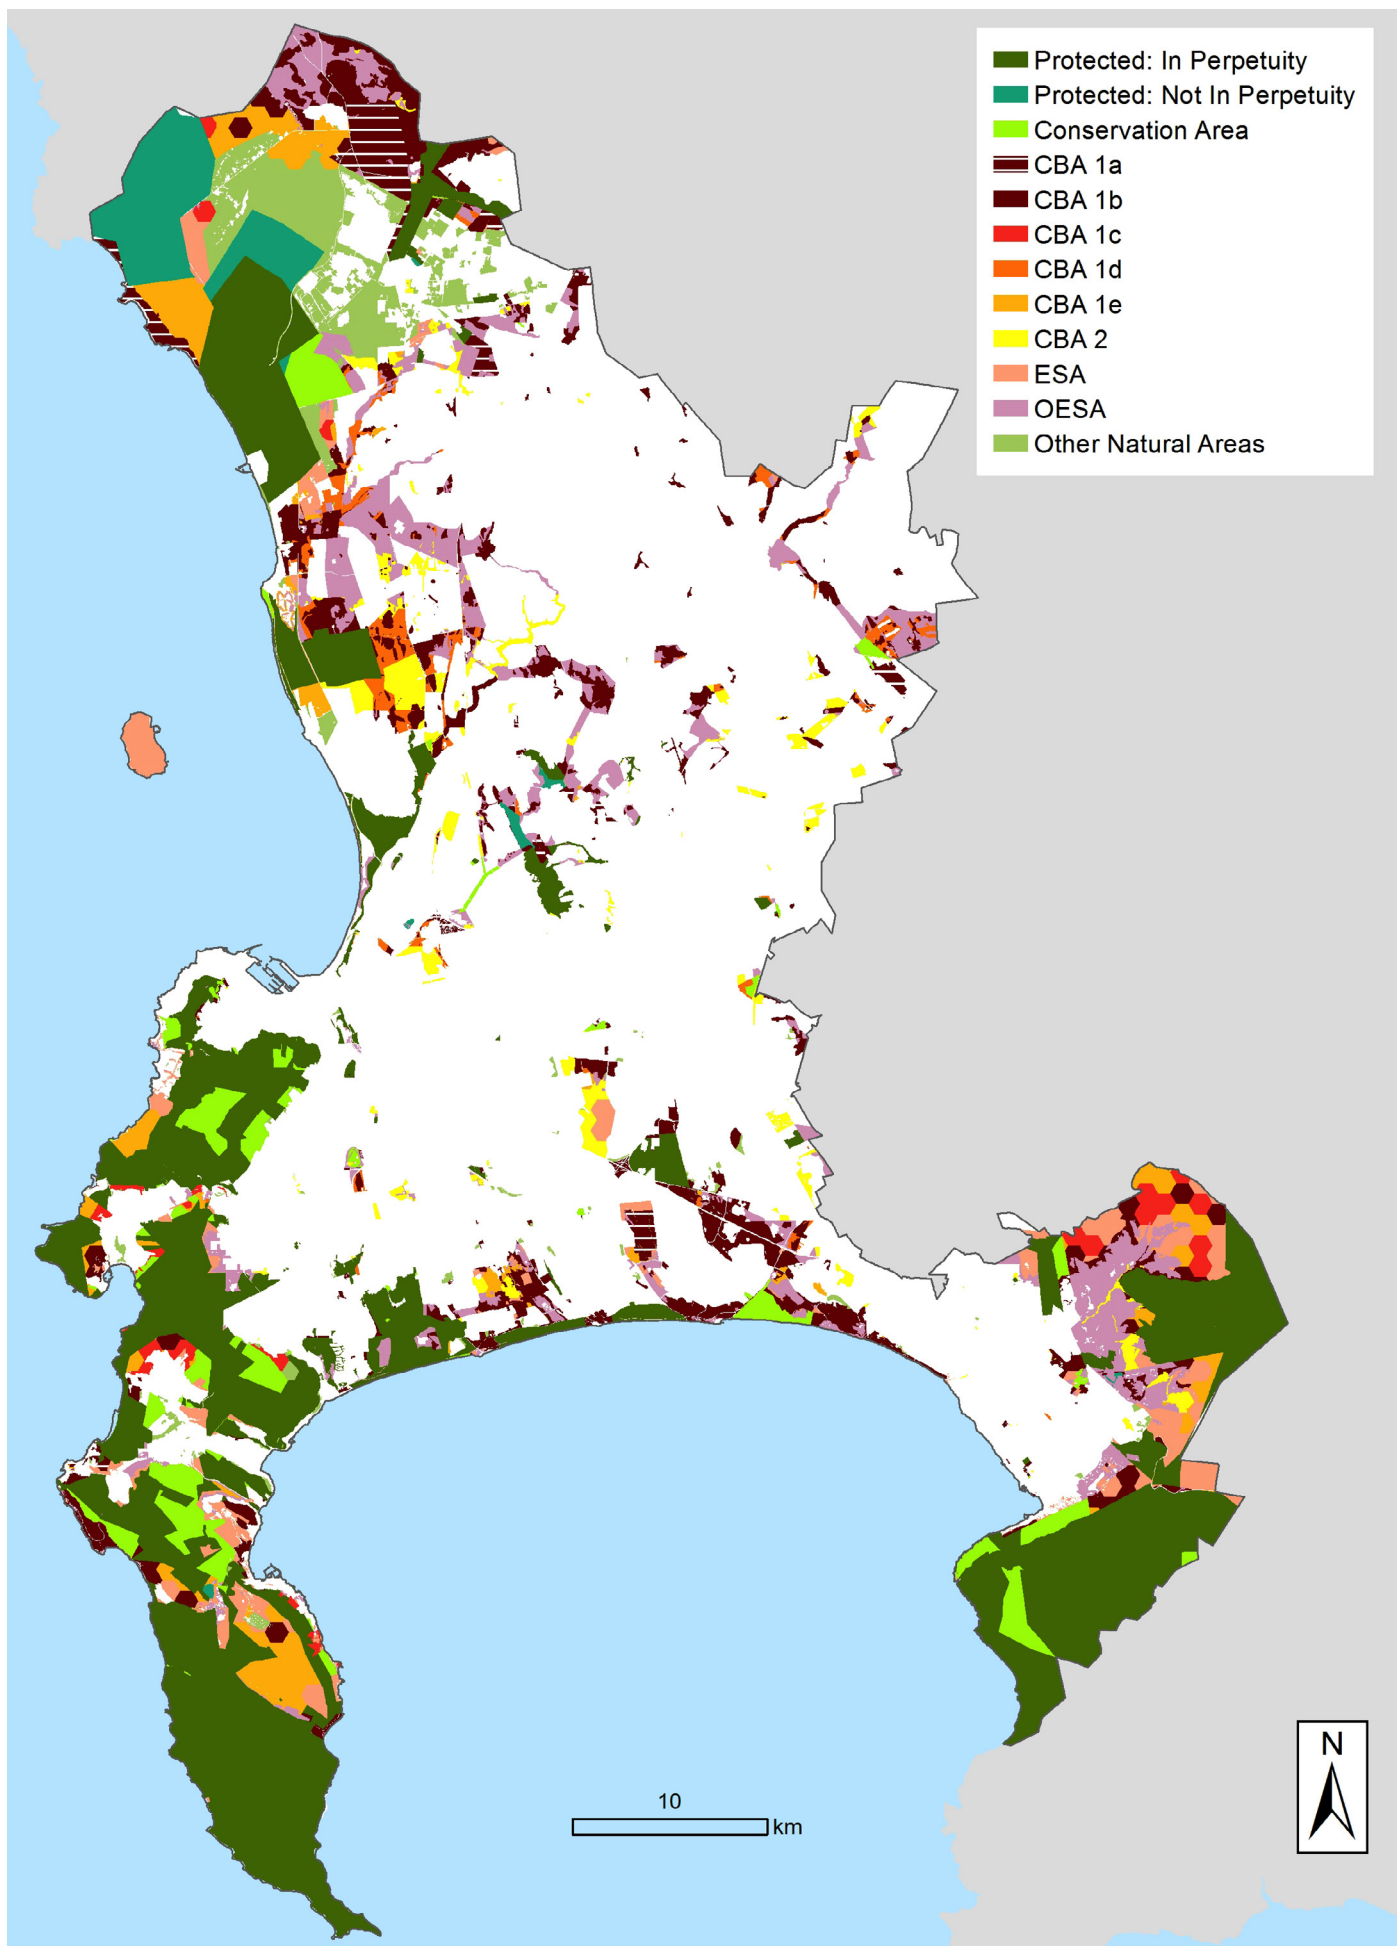 Protected: In Perpetuity
Protected: Not In Perpetuity
Conservation Area
CBA 1a
CBA 1b
CBA 1c
CBA 1d
CBA 1e
CBA 2
ESA
OESA
Other Natural Areas
N
10
km